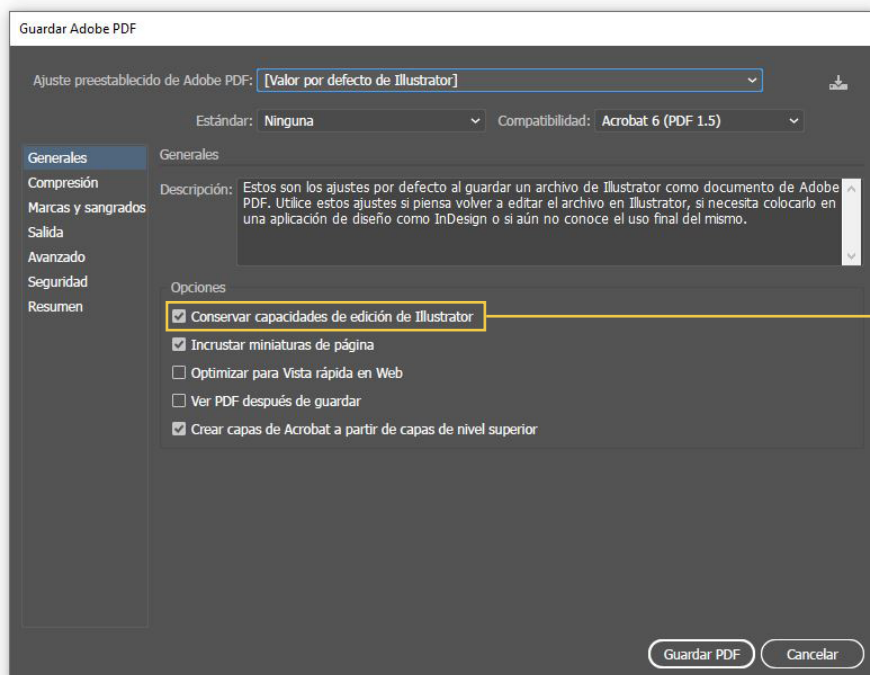 Guardar Adobe PDF
Ajuste preestablecido de Adobe PDF: [Valor por defecto de Illustrator]
Estándar: Ninguna Compatibilidad: Acrobat 6 (PDF 1.5)
Generales
Compresión
Marcas y sangrados
Salida
Avanzado
Seguridad
Resumen
Generales
Descripción: Estos son los ajustes por defecto al guardar un archivo de Illustrator como documento de Adobe
PDF. Utilice estos ajustes si piensa volver a editar el archivo en Illustrator, si necesita colocarlo en
una aplicación de diseño como InDesign o si aún no conoce el uso final del mismo.
Opciones
Conservar capacidades de edición de Illustrator
Incrustar miniaturas de página
Optimizar para Vista rápida en Web
Ver PDF después de guardar
Crear capas de Acrobat a partir de capas de nivel superior
Guardar PDF Cancelar